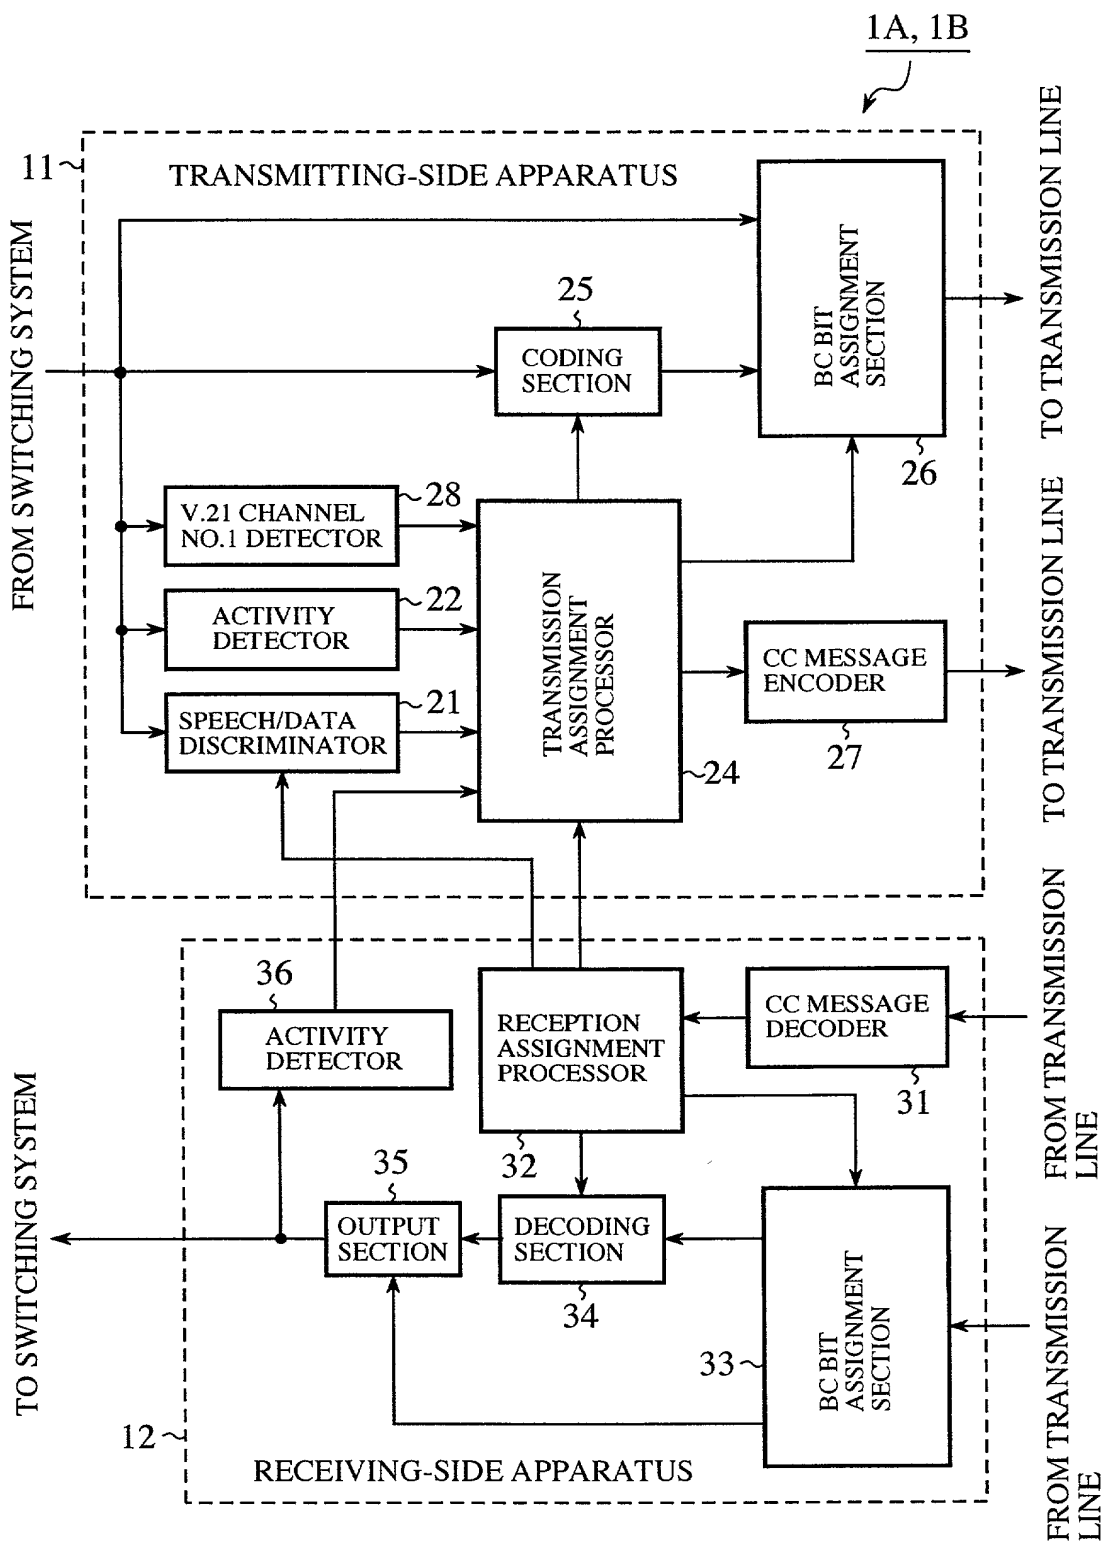 1A, 1B
11
TRANSMITTING-SIDE APPARATUS
FROM SWITCHING SYSTEM
BC BIT
ASSIGNMENT
SECTION
26
TO TRANSMISSION LINE
25
CODING
SECTION
28
V.21 CHANNEL
NO.1 DETECTOR
22
ACTIVITY
DETECTOR
21
SPEECH/DATA
DISCRIMINATOR
TRANSMISSION
ASSIGNMENT
PROCESSOR
24
CC MESSAGE
ENCODER
27
TO TRANSMISSION LINE
36
ACTIVITY
DETECTOR
RECEPTION
ASSIGNMENT
PROCESSOR
32
CC MESSAGE
DECODER
31
FROM TRANSMISSION
LINE
TO SWITCHING SYSTEM
35
OUTPUT
SECTION
DECODING
SECTION
34
33
BC BIT
ASSIGNMENT
SECTION
FROM TRANSMISSION
LINE
12
RECEIVING-SIDE APPARATUS